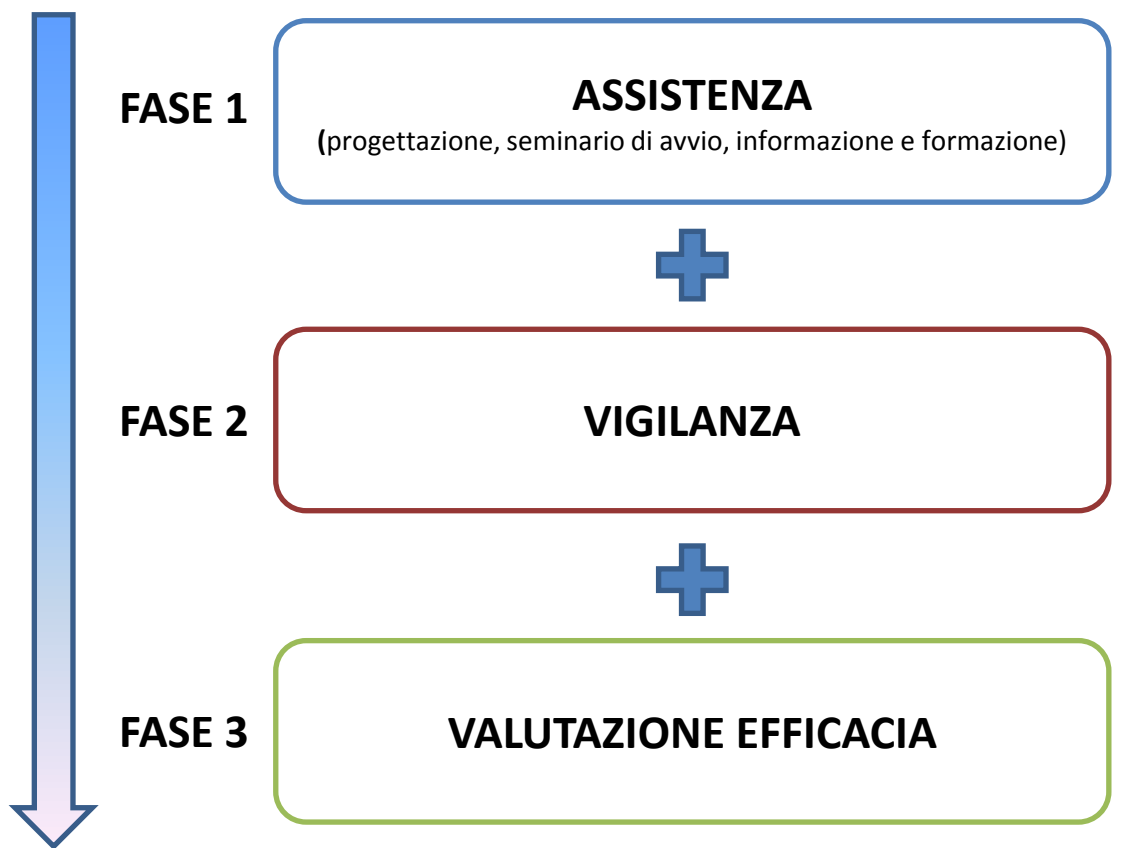 FASE 1
ASSISTENZA
(progettazione, seminario di avvio, informazione e formazione)
FASE 2
VIGILANZA
FASE 3
VALUTAZIONE EFFICACIA